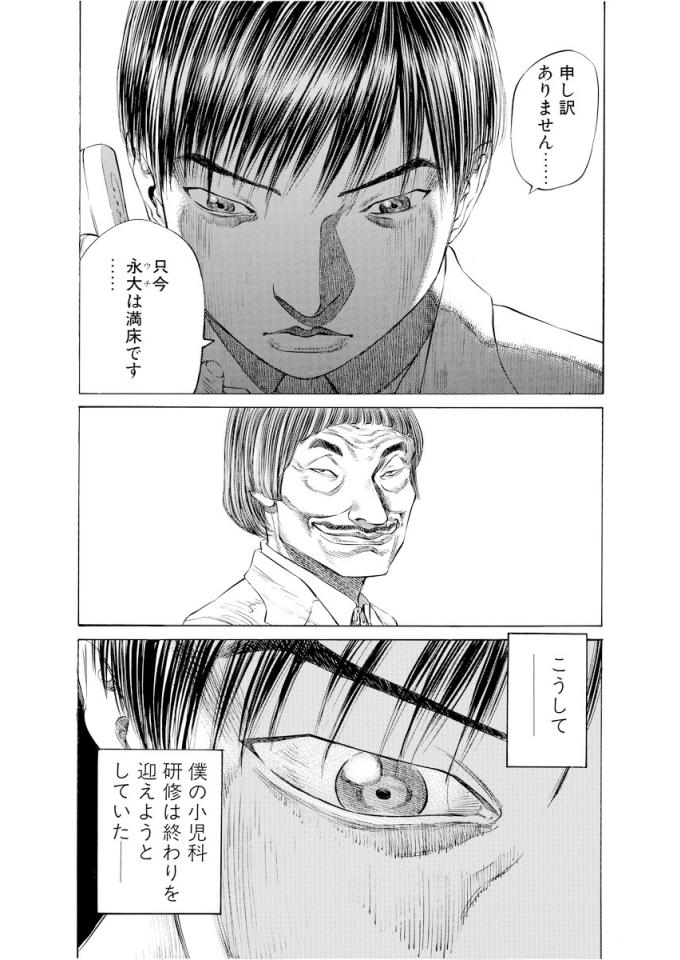 申し訳
ありません……
只今
永大は満床です
ウチ
……
こうして
――
僕の小児科
研修は終わりを
迎えようと
していた――